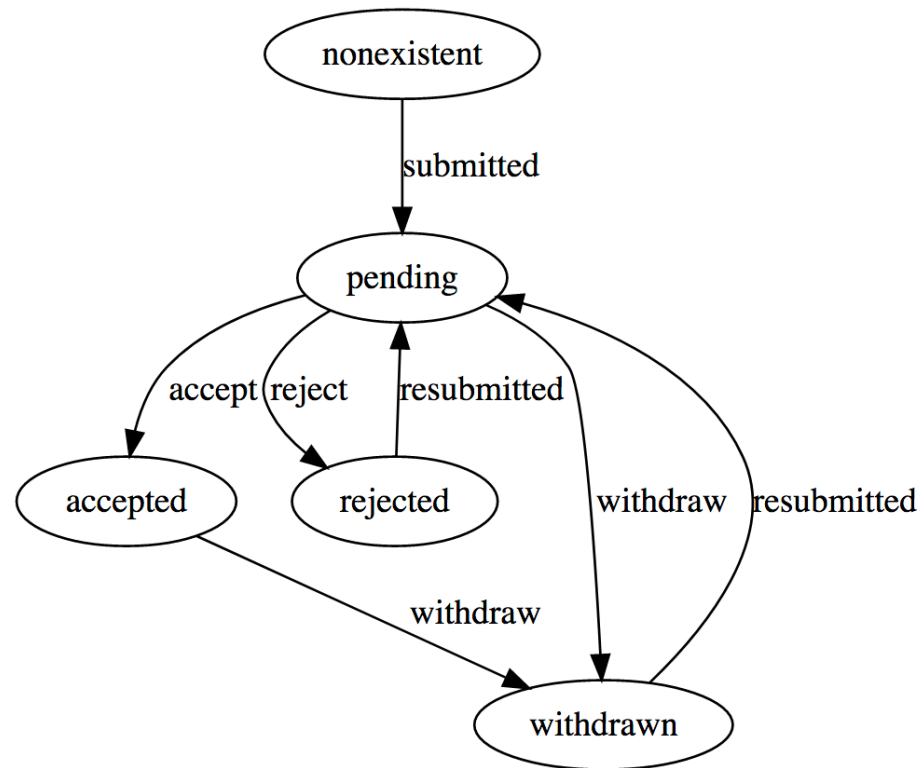 nonexistent
submitted
pending
accept
reject
resubmitted
accepted
rejected
withdraw
resubmitted
withdraw
withdrawn